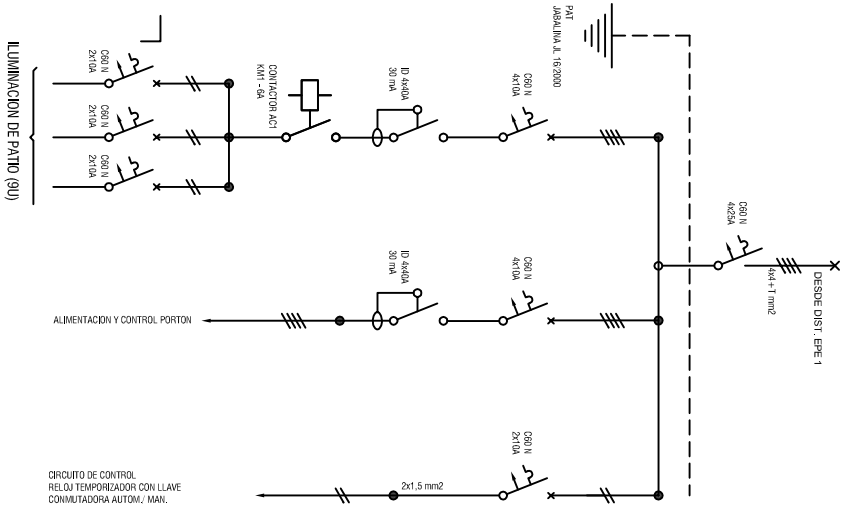 ILUMINACION DE PATIO (9U)
C60 N
2x10A
C60 N
2x10A
C60 N
2x10A
CONTACTOR AC1
KM1 - 6A
ID 4x40A
30 mA
C60 N
4x10A
PAT
JABALINA JL 16/2000
C60 N
4x25A
4x4 + T mm2
DESDE DIST. EPE 1
ID 4x40A
30 mA
C60 N
4x10A
ALIMENTACION Y CONTROL PORTON
C60 N
2x10A
2x1,5 mm2
CIRCUITO DE CONTROL
RELOJ TEMPORIZADOR CON LLAVE
CONMUTADORA AUTOM./ MAN.